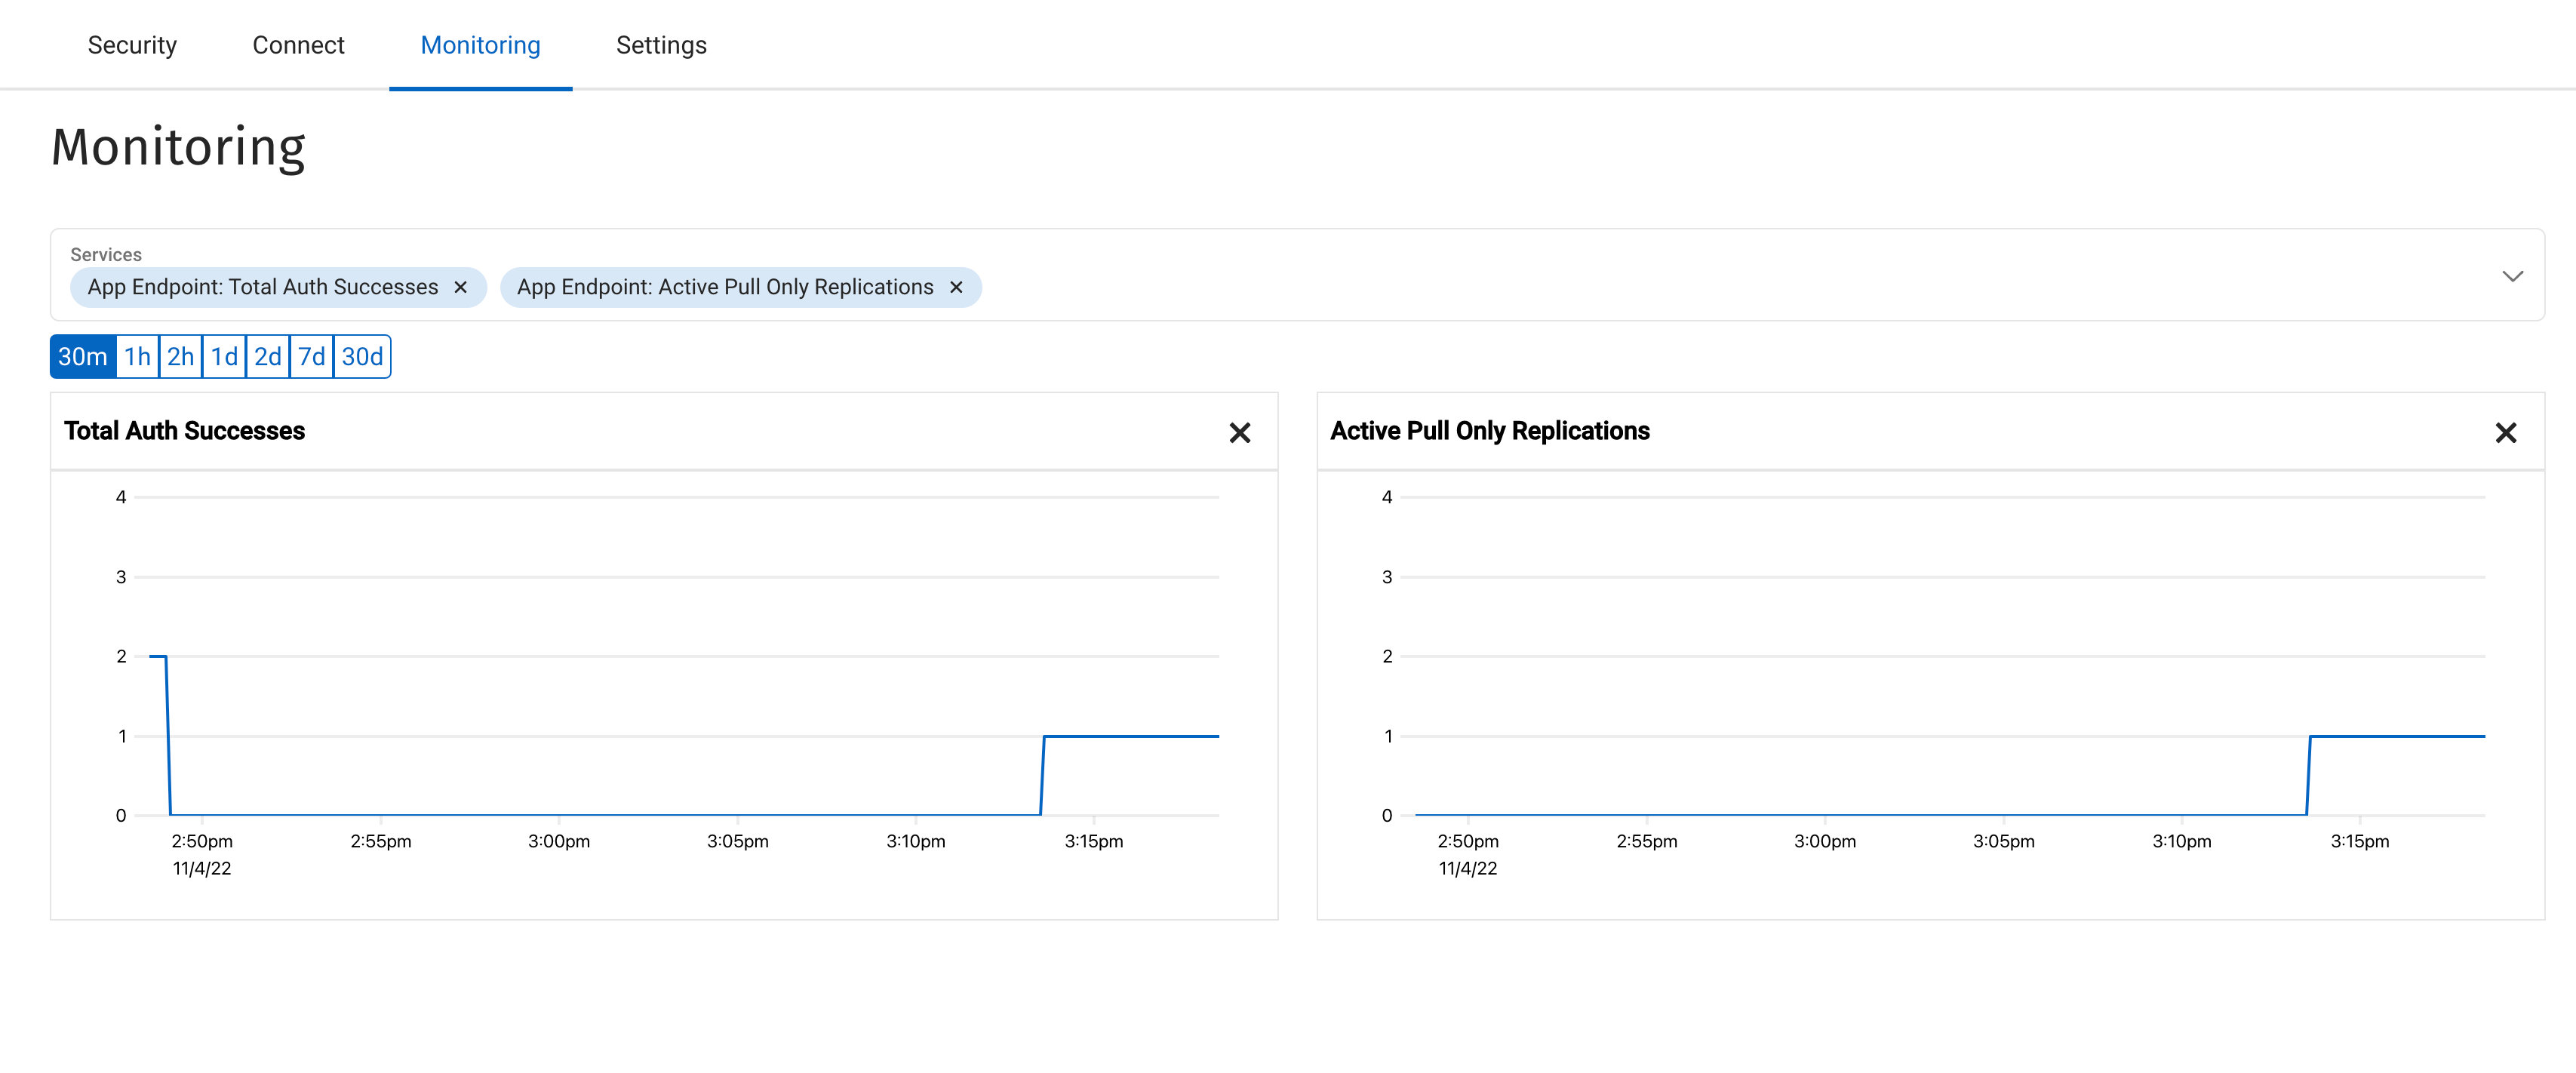 Security Connect Monitoring Settings
Monitoring
Services
App Endpoint: Total Auth Successes × App Endpoint: Active Pull Only Replications ×
30m 1h 2h 1d 2d 7d 30d
Total Auth Successes
4
3
2
1
0
2:50pm 2:55pm 3:00pm 3:05pm 3:10pm 3:15pm
11/4/22
Active Pull Only Replications
4
3
2
1
0
2:50pm 2:55pm 3:00pm 3:05pm 3:10pm 3:15pm
11/4/22